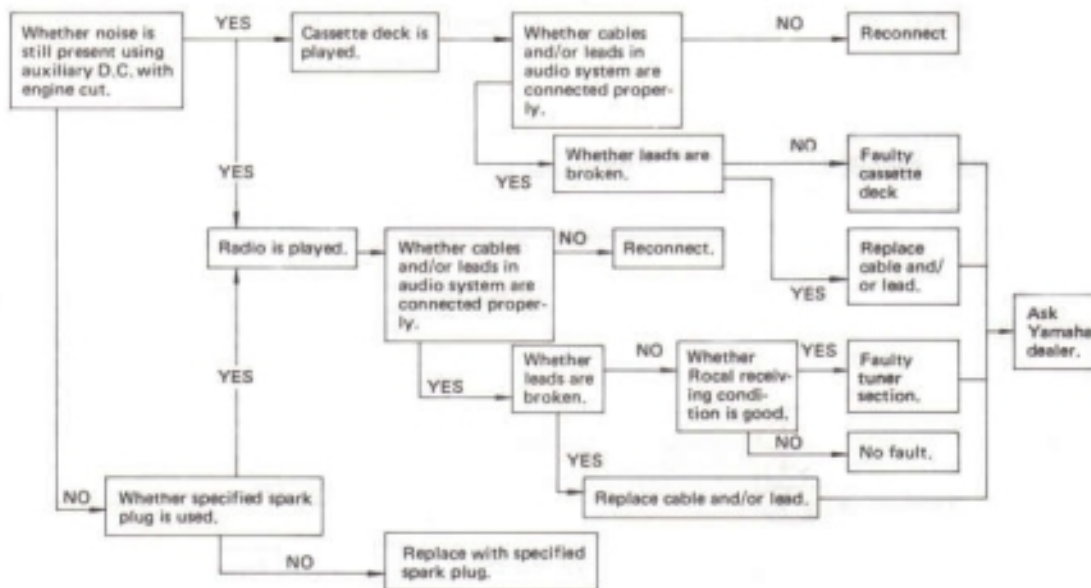 Whether noise is
still present using
auxiliary D.C. with
engine cut.
YES
Cassette deck is
played.
Whether cables
and/or leads in
audio system are
connected proper-
ly.
NO
Reconnect
YES
Whether leads are
broken.
NO
Faulty
cassette
deck
YES
Replace
cable and/
or lead.
YES
Radio is played.
Whether cables
and/or leads in
audio system are
connected proper-
ly.
NO
Reconnect.
YES
Whether
leads are
broken.
NO
Whether
Rocal receiv-
ing condi-
tion is good.
YES
Faulty
tuner
section.
NO
No fault.
YES
Replace cable and/or lead.
Ask
Yamaha
dealer.
YES
NO
Whether specified spark
plug is used.
NO
Replace with specified
spark plug.